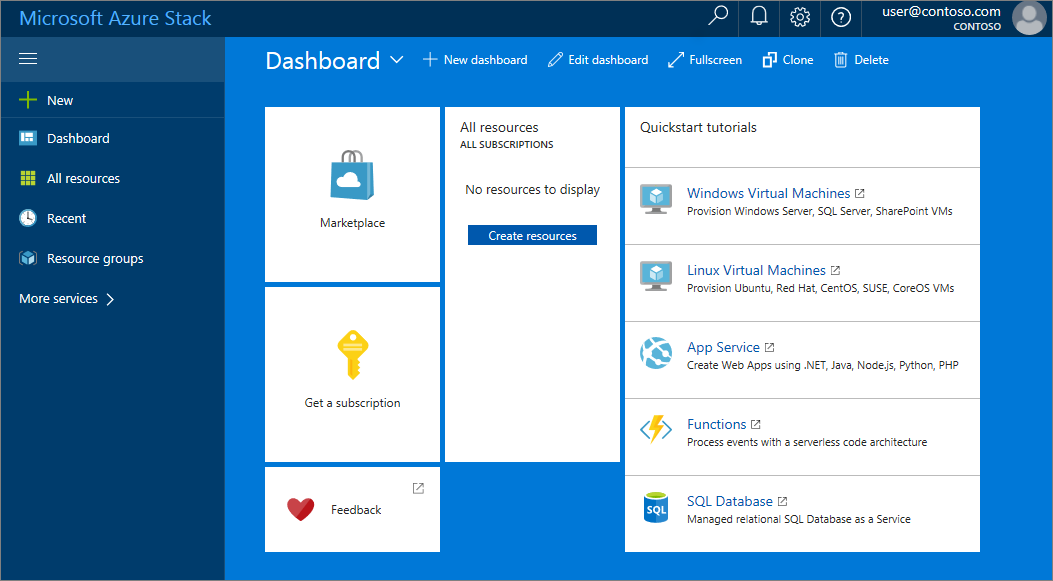 Microsoft Azure Stack
user@contoso.com
CONTOSO
New
Dashboard
All resources
Recent
Resource groups
More services
Dashboard
New dashboard
Edit dashboard
Fullscreen
Clone
Delete
Marketplace
Get a subscription
Feedback
All resources
ALL SUBSCRIPTIONS
No resources to display
Create resources
Quickstart tutorials
Windows Virtual Machines
Provision Windows Server, SQL Server, SharePoint VMs
Linux Virtual Machines
Provision Ubuntu, Red Hat, CentOS, SUSE, CoreOS VMs
App Service
Create Web Apps using .NET, Java, Node.js, Python, PHP
Functions
Process events with a serverless code architecture
SQL
SQL Database
Managed relational SQL Database as a Service